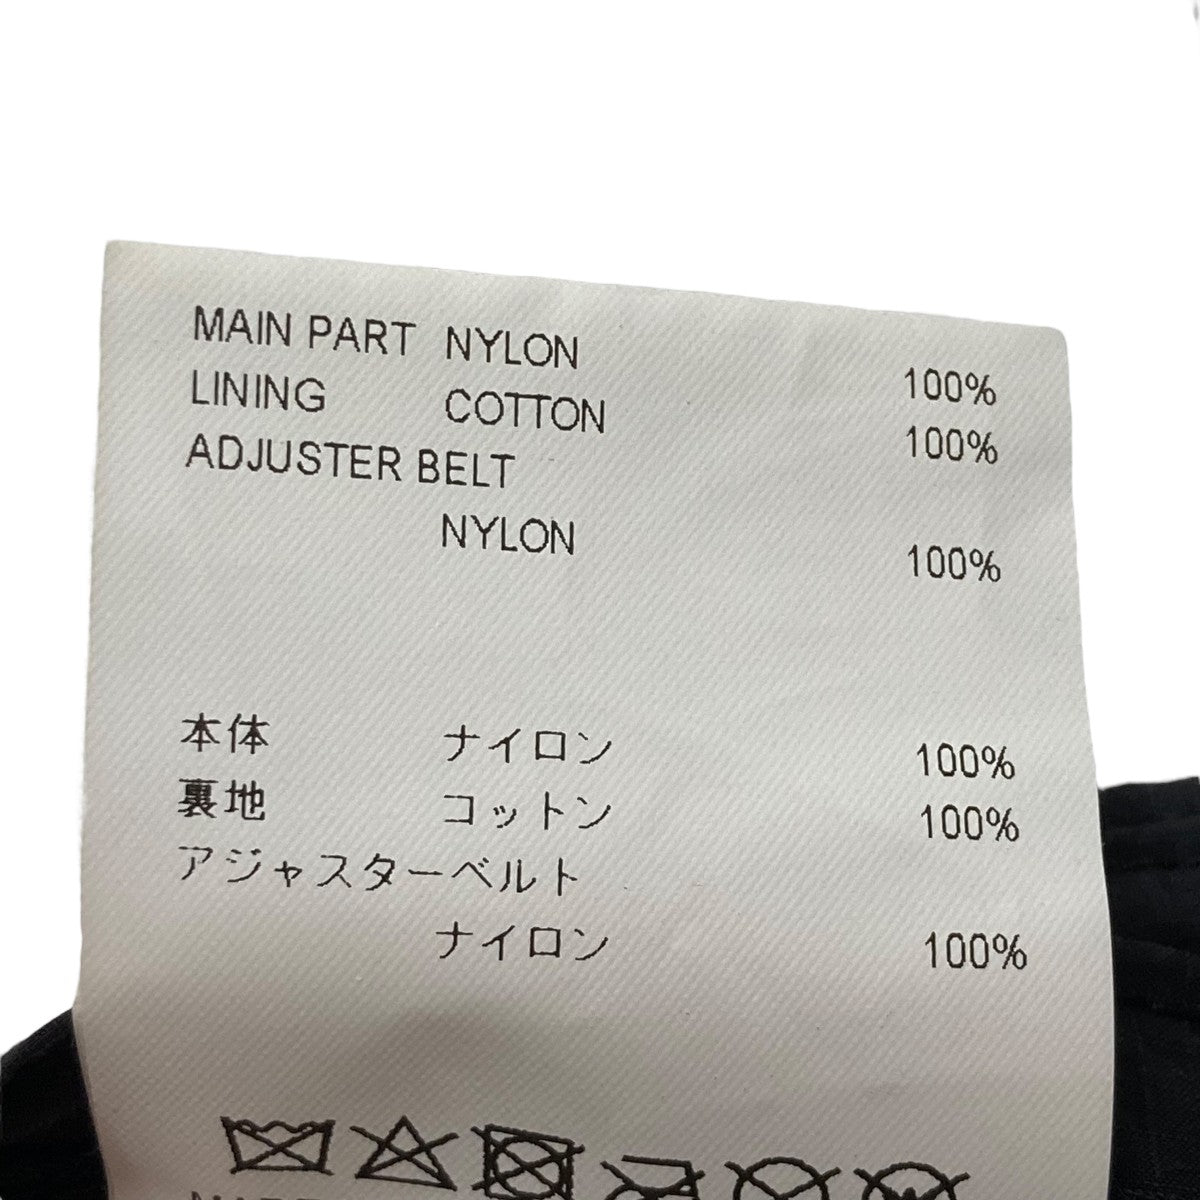 MAIN PART NYLON 100%
LINING COTTON 100%
ADJUSTER BELT
NYLON 100%
本体 ナイロン 100%
裏地 コットン 100%
アジャスターベルト
ナイロン 100%